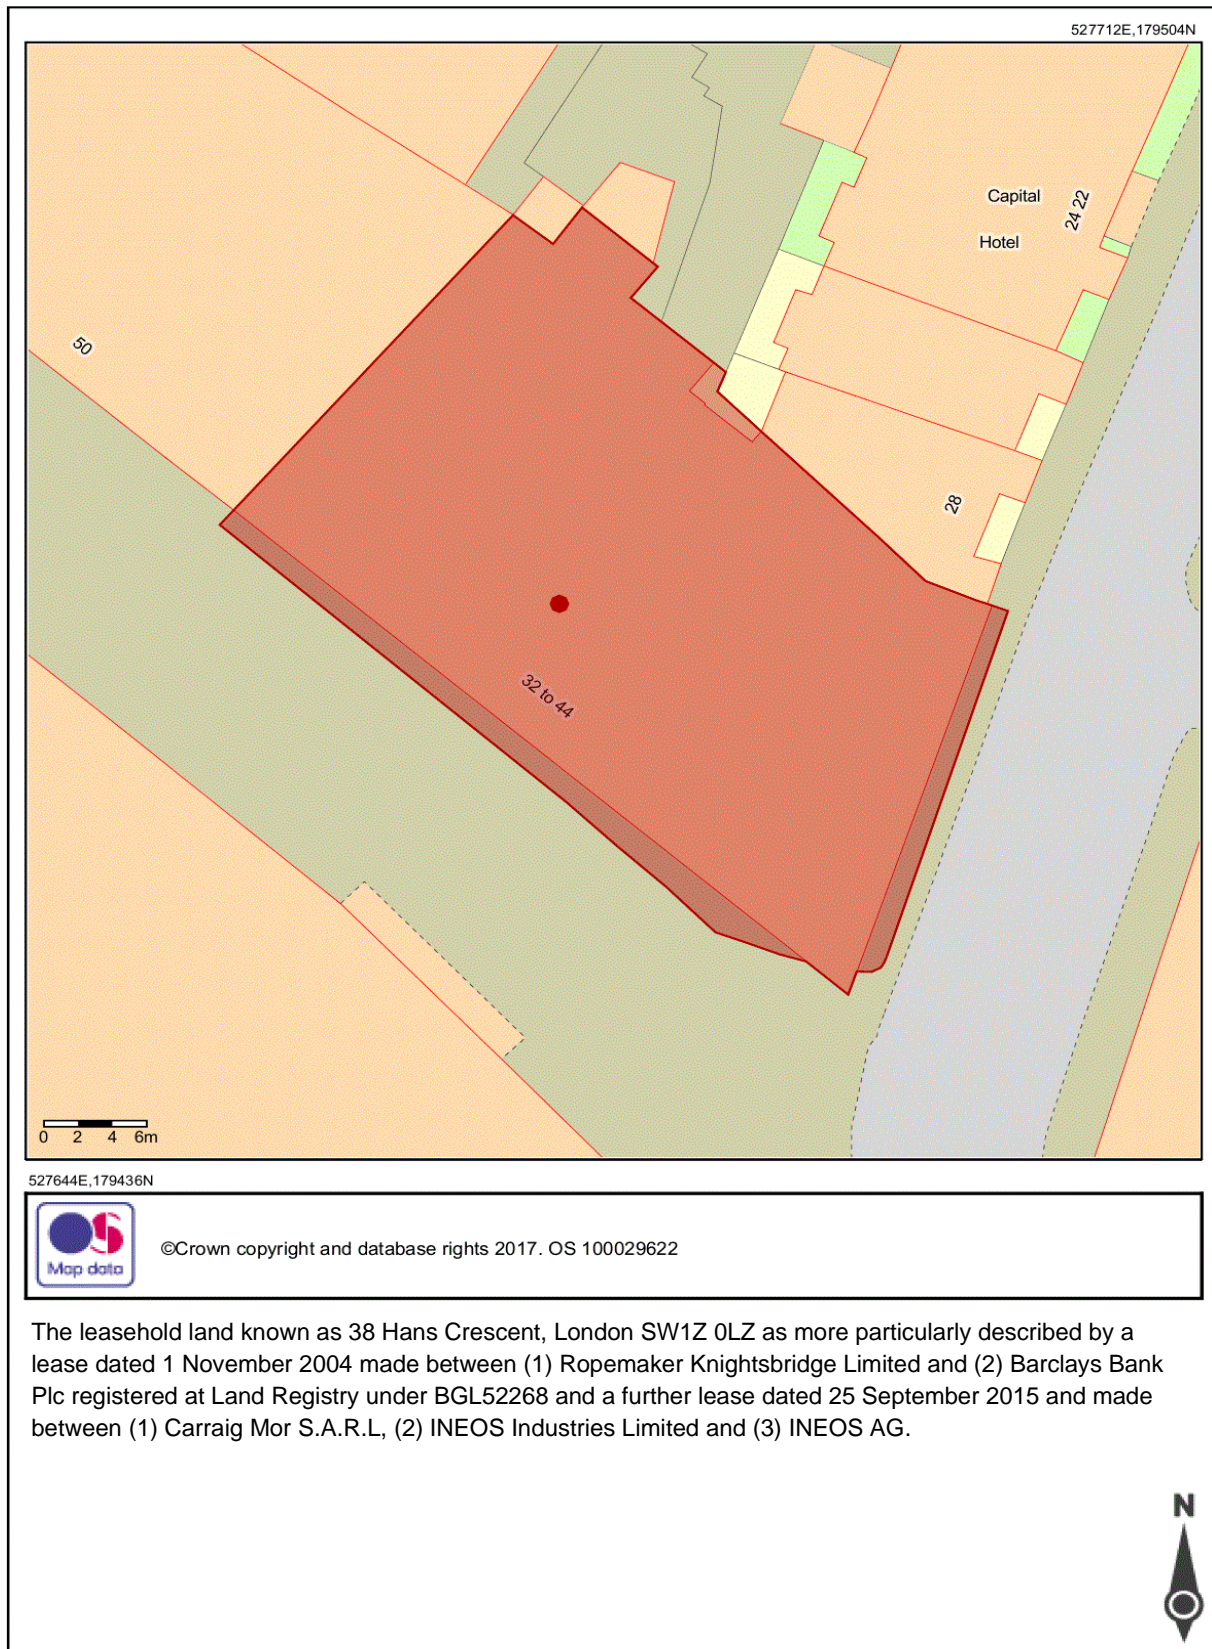 527712E,179504N
Capital
24 22
Hotel
50
28
32 to 44
0 2 4 6m
527644E,179436N
OS
Map data
©Crown copyright and database rights 2017. OS 100029622
The leasehold land known as 38 Hans Crescent, London SW1Z 0LZ as more particularly described by a
lease dated 1 November 2004 made between (1) Ropemaker Knightsbridge Limited and (2) Barclays Bank
Plc registered at Land Registry under BGL52268 and a further lease dated 25 September 2015 and made
between (1) Carraig Mor S.A.R.L, (2) INEOS Industries Limited and (3) INEOS AG.
N